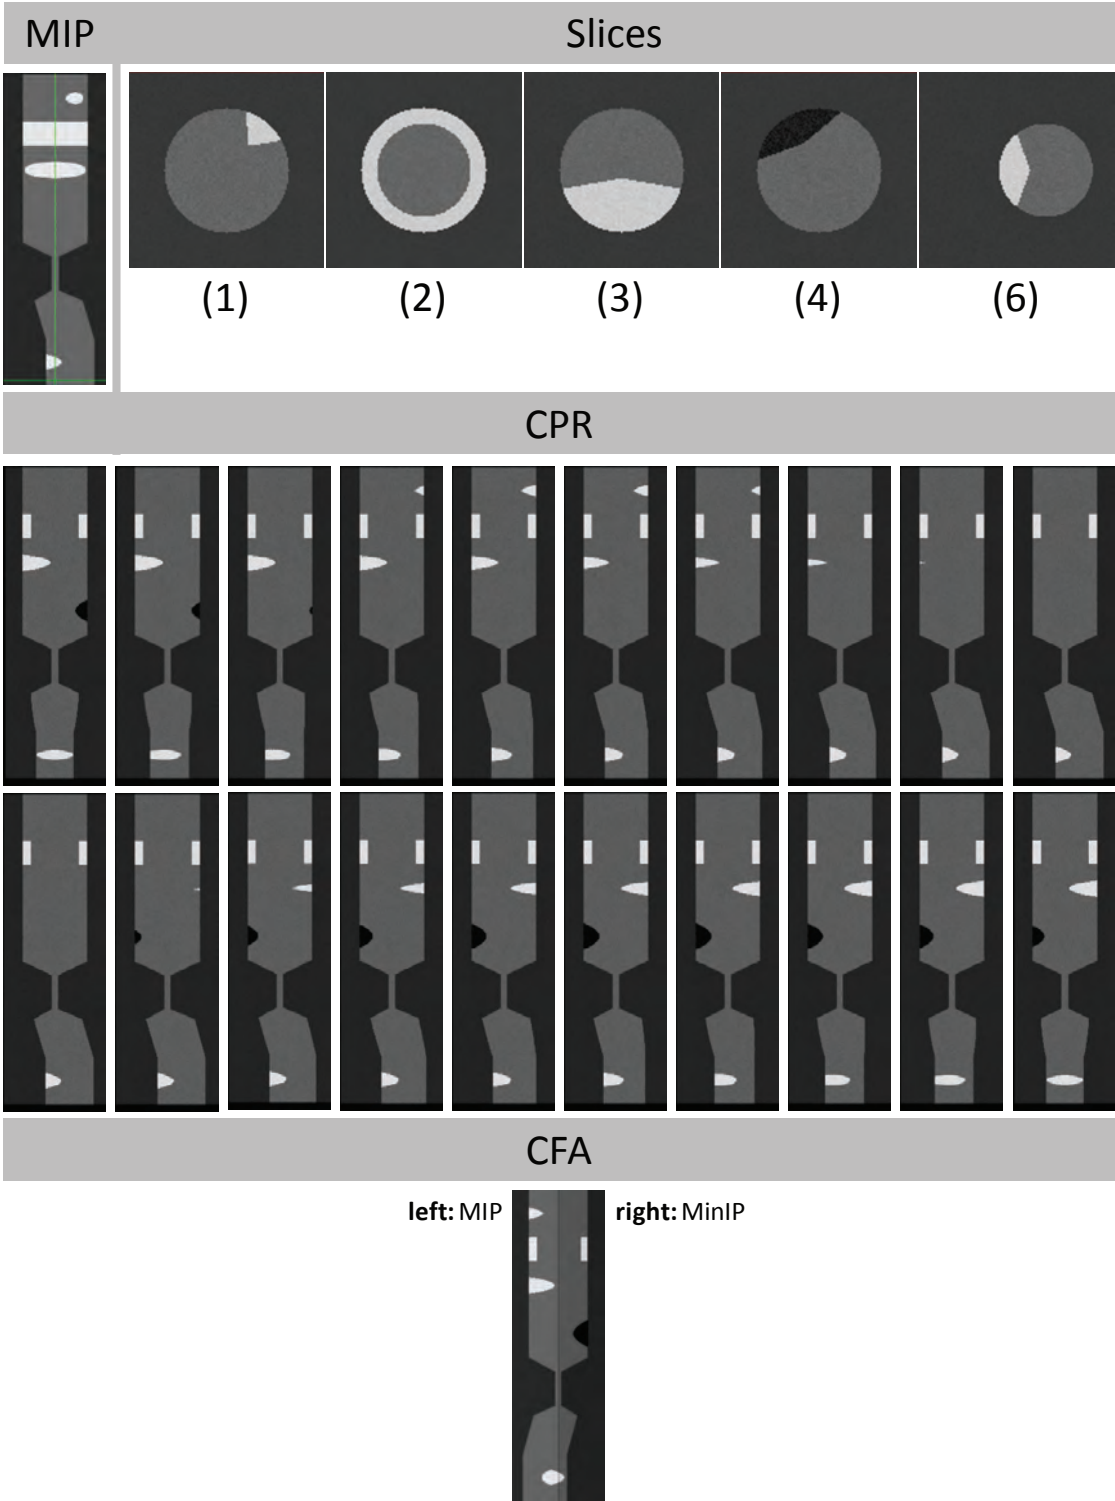 MIP
Slices
(1)
(2)
(3)
(4)
(6)
CPR
CFA
left: MIP
right: MinIP